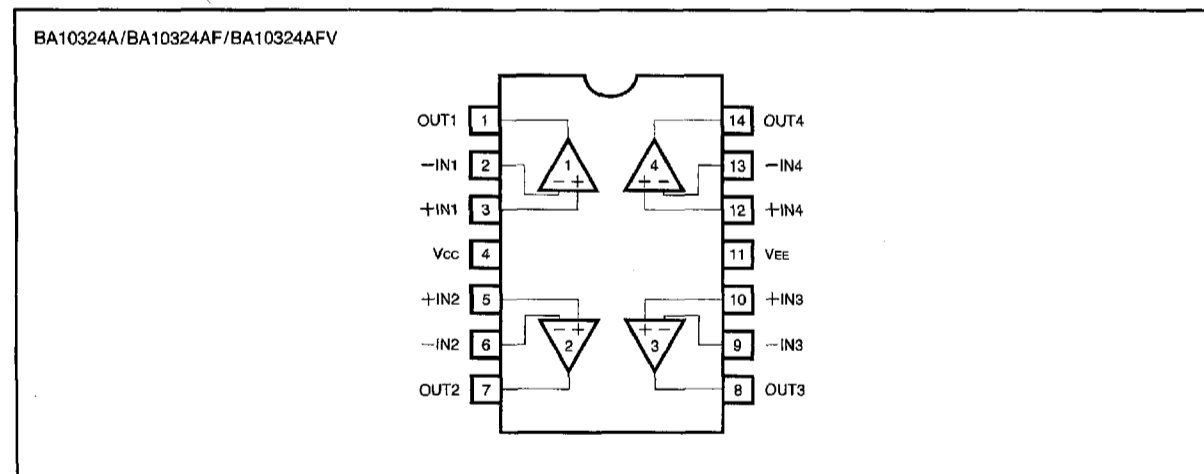 BA10324A/BA10324AF/BA10324AFV
OUT1 1 14 OUT4
−IN1 2 1 4 13 −IN4
− + + −
+IN1 3 12 +IN4
VCC 4 11 VEE
+IN2 5 10 +IN3
− + + −
−IN2 6 2 3 9 −IN3
OUT2 7 8 OUT3